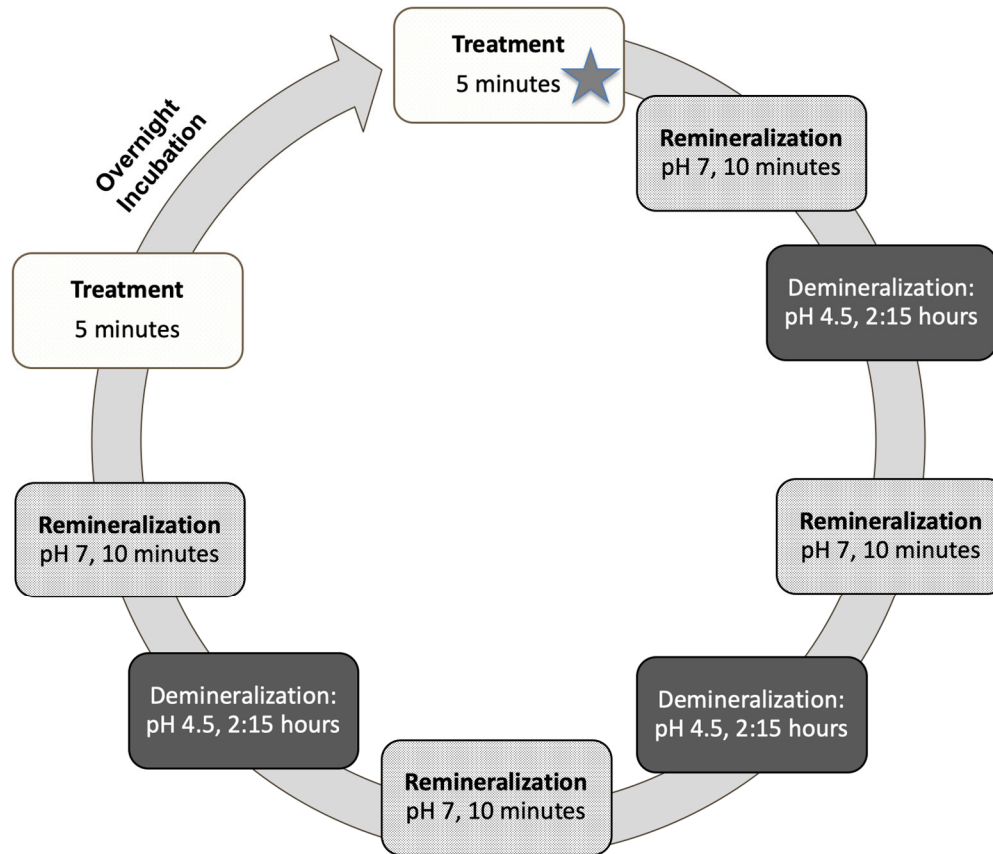 Treatment
5 minutes
Remineralization
pH 7, 10 minutes
Demineralization:
pH 4.5, 2:15 hours
Remineralization
pH 7, 10 minutes
Demineralization:
pH 4.5, 2:15 hours
Remineralization
pH 7, 10 minutes
Demineralization:
pH 4.5, 2:15 hours
Remineralization
pH 7, 10 minutes
Treatment
5 minutes
Overnight
Incubation